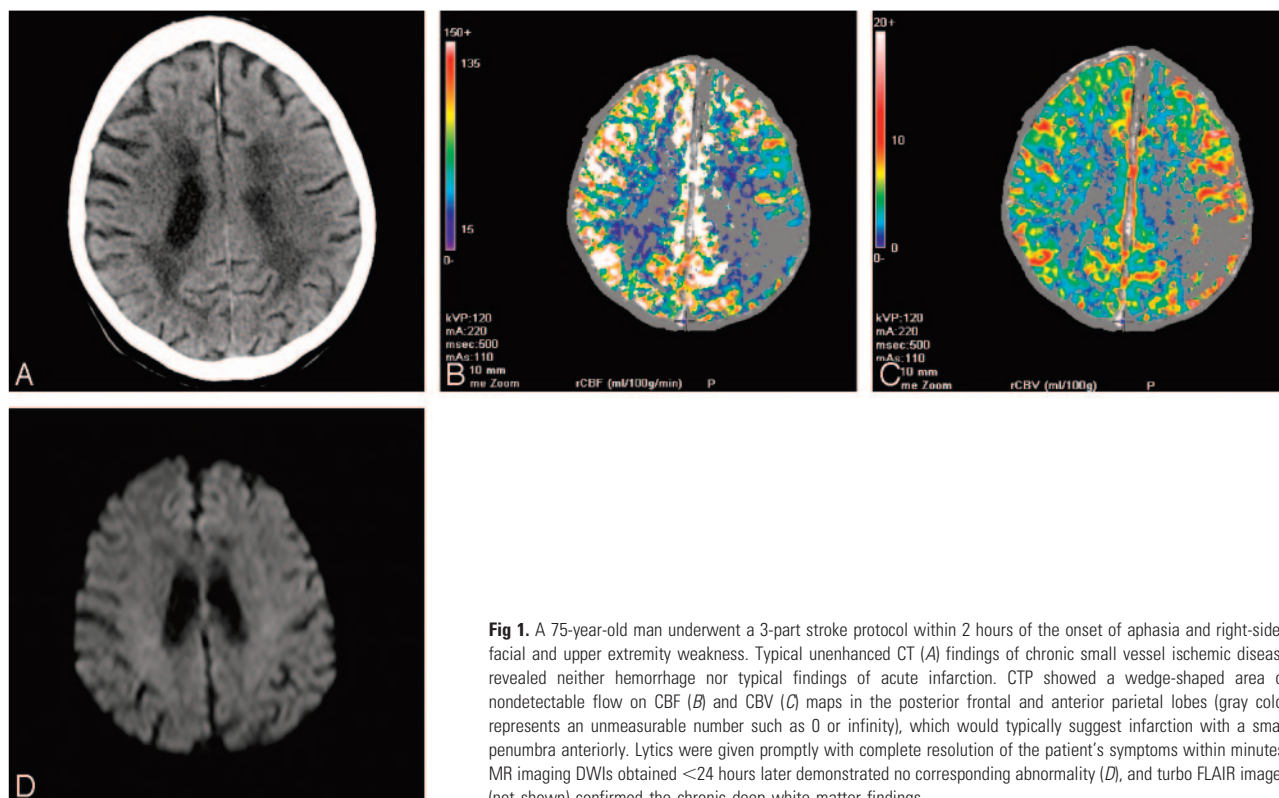 150+
135
15
0-
kVP:120
mA:220
msec:500
mAs:110
10 mm
me Zoom
B
rCBF (ml/100g/min)
P
20+
10
0
0-
kVP:120
mA:220
msec:500
mAs:110
10 mm
me Zoom
C
rCBV (ml/100g)
P
A
D
Fig 1. A 75-year-old man underwent a 3-part stroke protocol within 2 hours of the onset of aphasia and right-side
facial and upper extremity weakness. Typical unenhanced CT (A) findings of chronic small vessel ischemic diseas
revealed neither hemorrhage nor typical findings of acute infarction. CTP showed a wedge-shaped area o
nondetectable flow on CBF (B) and CBV (C) maps in the posterior frontal and anterior parietal lobes (gray colo
represents an unmeasurable number such as 0 or infinity), which would typically suggest infarction with a sma
penumbra anteriorly. Lytics were given promptly with complete resolution of the patient's symptoms within minutes
MR imaging DWIs obtained <24 hours later demonstrated no corresponding abnormality (D), and turbo FLAIR image
(not shown) confirmed the chronic deep white matter findings